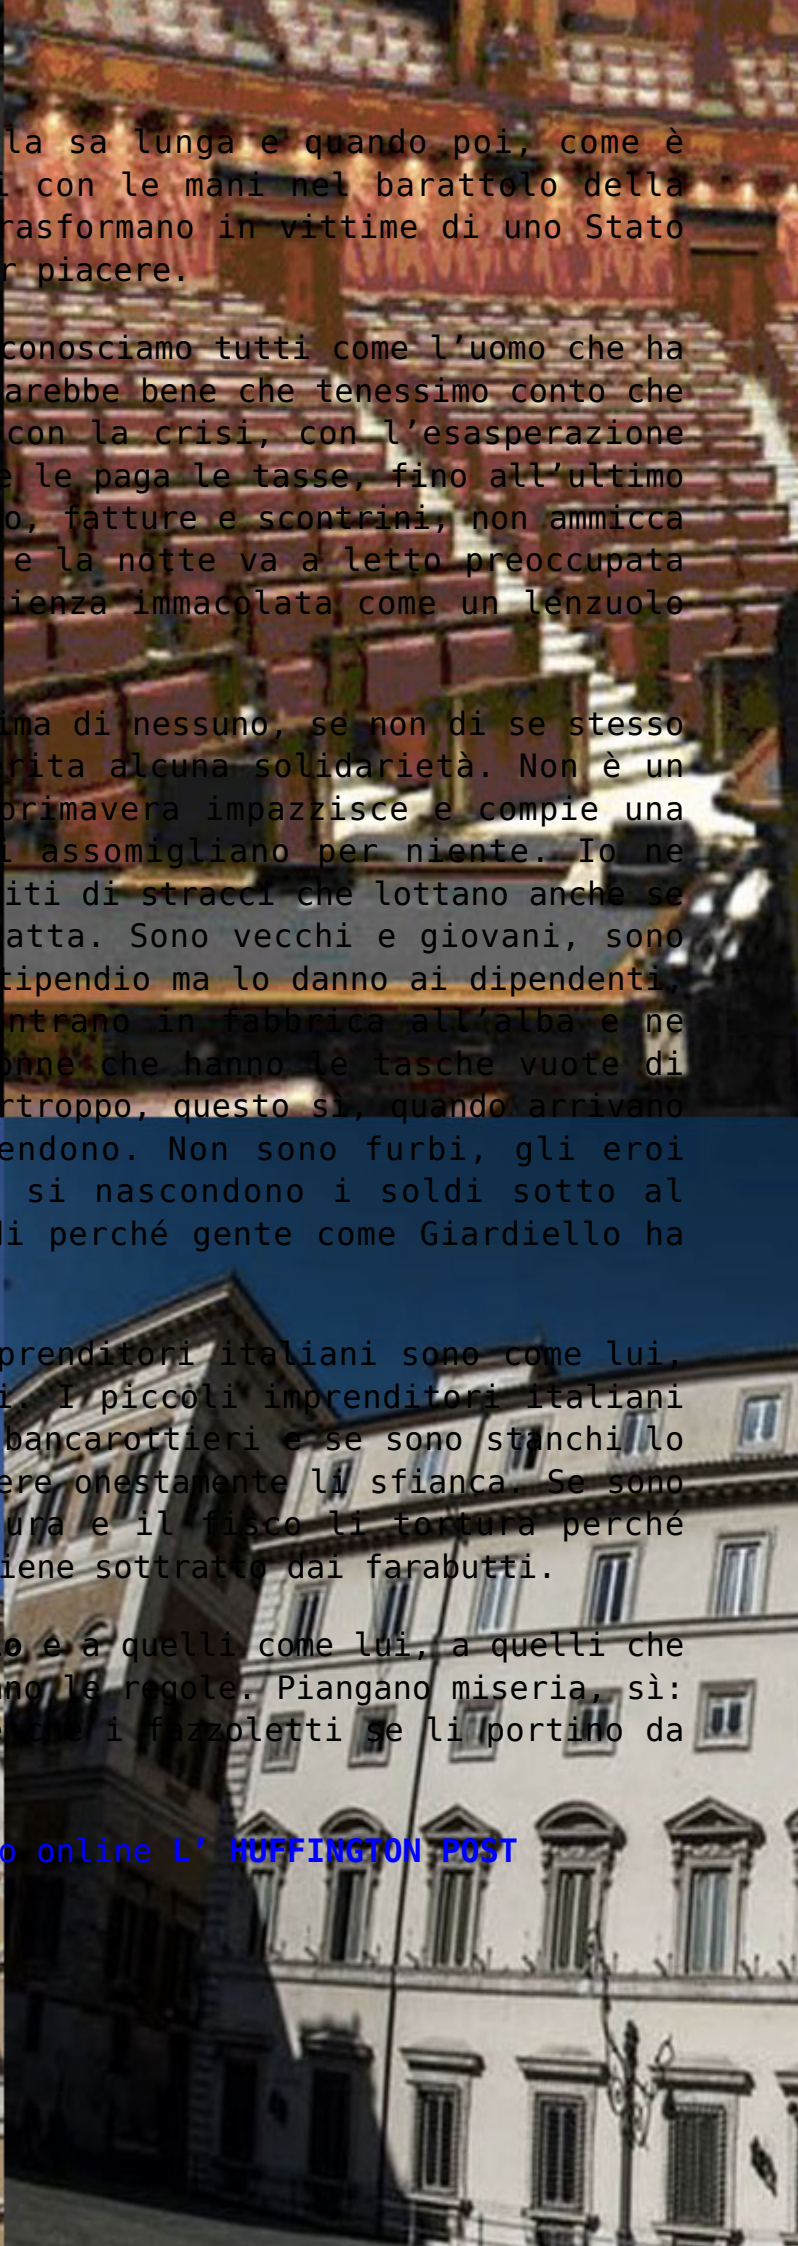 la sa lunga e quando poi, come è
i con le mani nel barattolo della
rasformano in vittime di uno Stato
r piacere.
conosciamo tutti come l’uomo che ha
arebbe bene che tenessimo conto che
con la crisi, con l’esasperazione
e le paga le tasse, fino all’ultimo
o, fatture e scontrini, non ammicca
e la notte va a letto preoccupata
ienza immacolata come un lenzuolo
ima di nessuno, se non di se stesso
rita alcuna solidarietà. Non è un
primavera impazzisce e compie una
i assomigliano per niente. Io ne
iti di stracci che lottano anche se
atta. Sono vecchi e giovani, sono
tipendio ma lo danno ai dipendenti,
ntrano in fabbrica all’alba e ne
onne che hanno le tasche vuote di
rtroppo, questo sì, quando arrivano
endono. Non sono furbi, gli eroi
si nascondono i soldi sotto al
di perché gente come Giardiello ha
prenditori italiani sono come lui,
i. I piccoli imprenditori italiani
bancarottieri e se sono stanchi lo
ere onestamente li sfianca. Se sono
ura e il fisco li tortura perché
iene sottratto dai farabutti.
o e a quelli come lui, a quelli che
ano le regole. Piangano miseria, sì:
e che i fazzoletti se li portino da
o online L’ HUFFINGTON POST